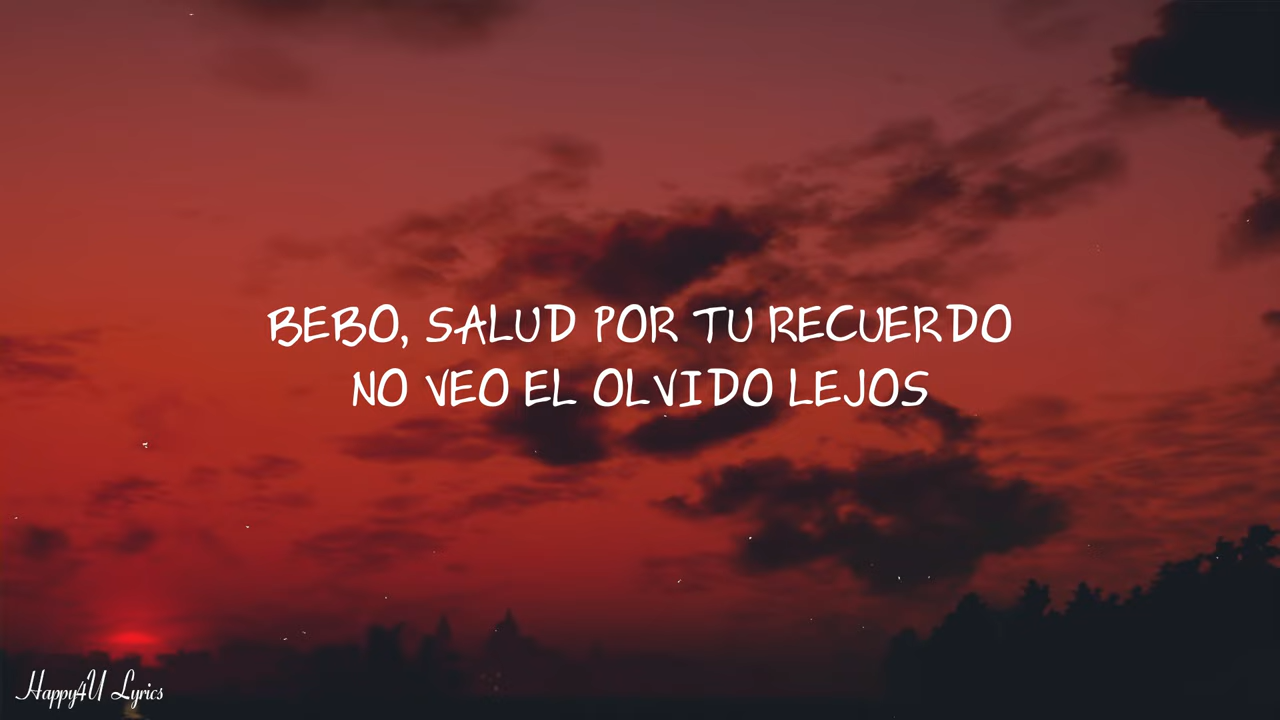 BEBO, SALUD POR TU RECUERDO
NO VEO EL OLVIDO LEJOS
Happy4U Lyrics